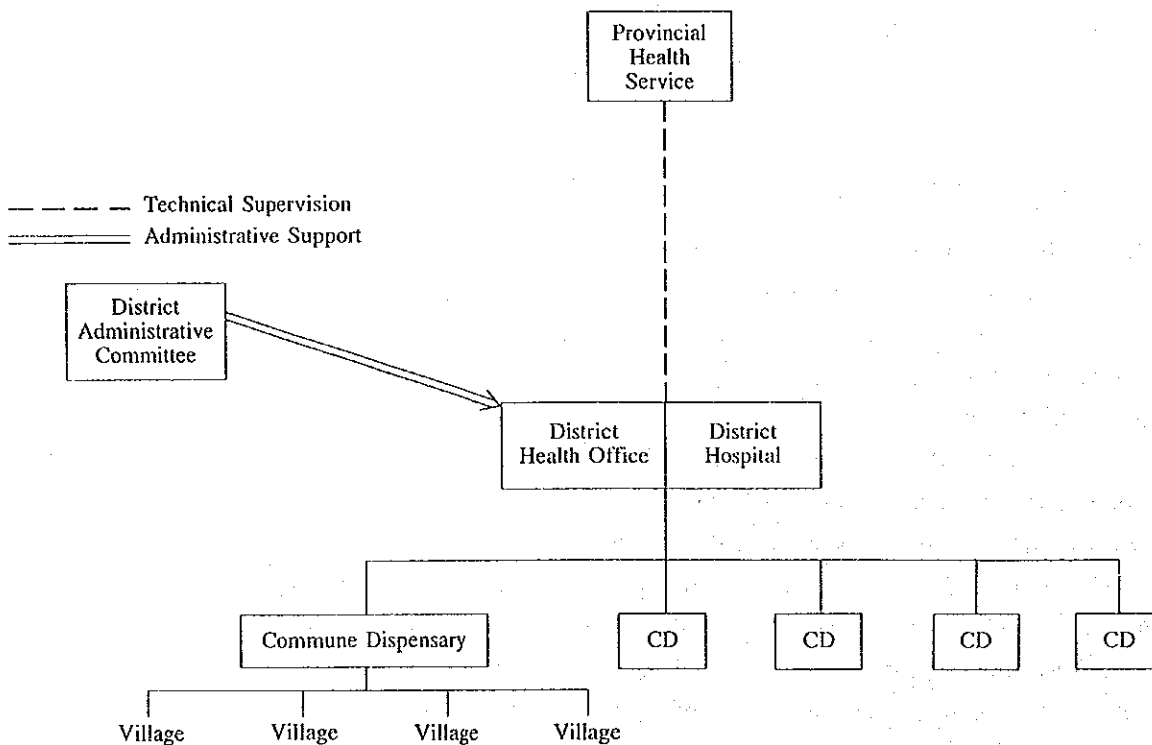 Provincial
Health
Service
Technical Supervision
Administrative Support
District
Administrative
Committee
District
Health Office
District
Hospital
Commune Dispensary
CD
CD
CD
CD
Village
Village
Village
Village